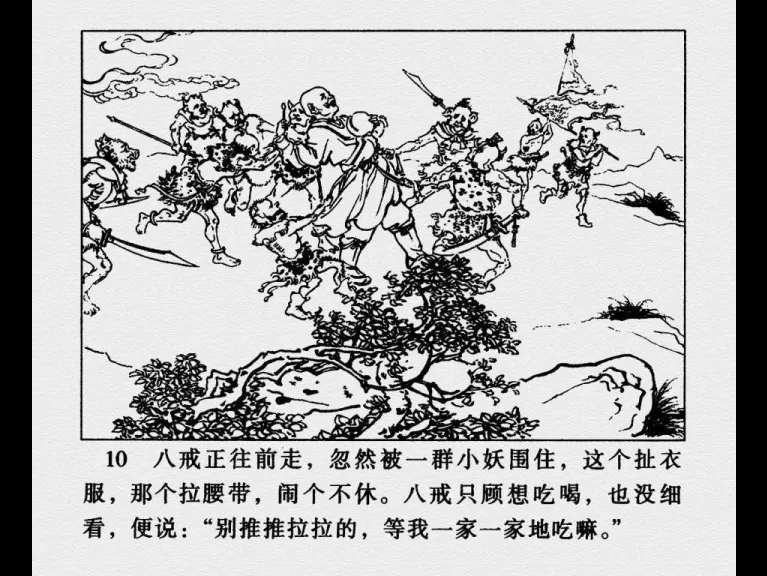 10 八戒正往前走，忽然被一群小妖围住，这个扯衣
服，那个拉腰带，闹个不休。八戒只顾想吃喝，也没细
看，便说：“别推推拉拉的，等我一家一家地吃嘛。”